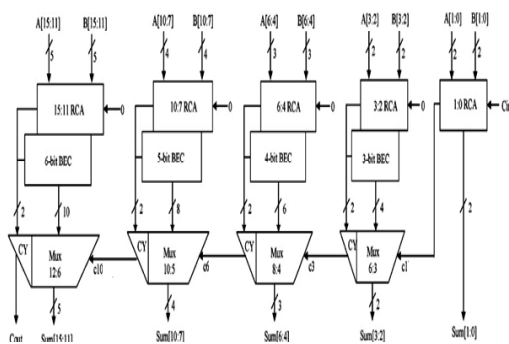 A[15:11] B[15:11] A[10:7] B[10:7] A[6:4] B[6:4] A[3:2] B[3:2] A[1:0] B[1:0]
5 5 4 4 3 3 2 2 2 2
15:11 RCA 0 10:7 RCA 0 6:4 RCA 0 3:2 RCA 0 1:0 RCA Cin
6-bit BEC 5-bit BEC 4-bit BEC 3-bit BEC
2 10 2 8 2 6 2 4 2
CY Mux 12:6 c10 CY Mux 10:5 c6 CY Mux 8:4 c3 CY Mux 6:3 c1
5 4 3 2
Cout Sum[15:11] Sum[10:7] Sum[6:4] Sum[3:2] Sum[1:0]